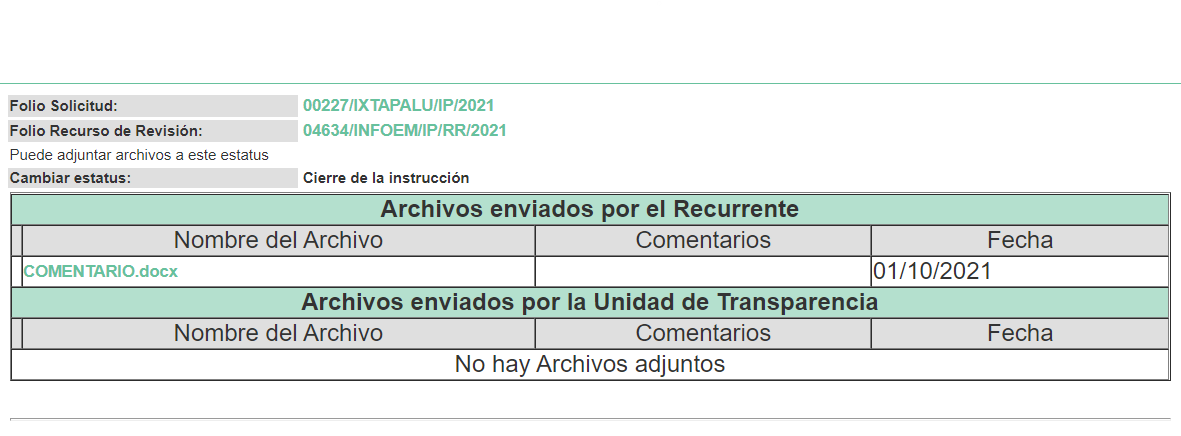 Folio Solicitud: 00227/IXTAPALU/IP/2021
Folio Recurso de Revisión: 04634/INFOEM/IP/RR/2021
Puede adjuntar archivos a este estatus
Cambiar estatus: Cierre de la instrucción
Archivos enviados por el Recurrente
Nombre del Archivo Comentarios Fecha
COMENTARIO.docx 01/10/2021
Archivos enviados por la Unidad de Transparencia
Nombre del Archivo Comentarios Fecha
No hay Archivos adjuntos